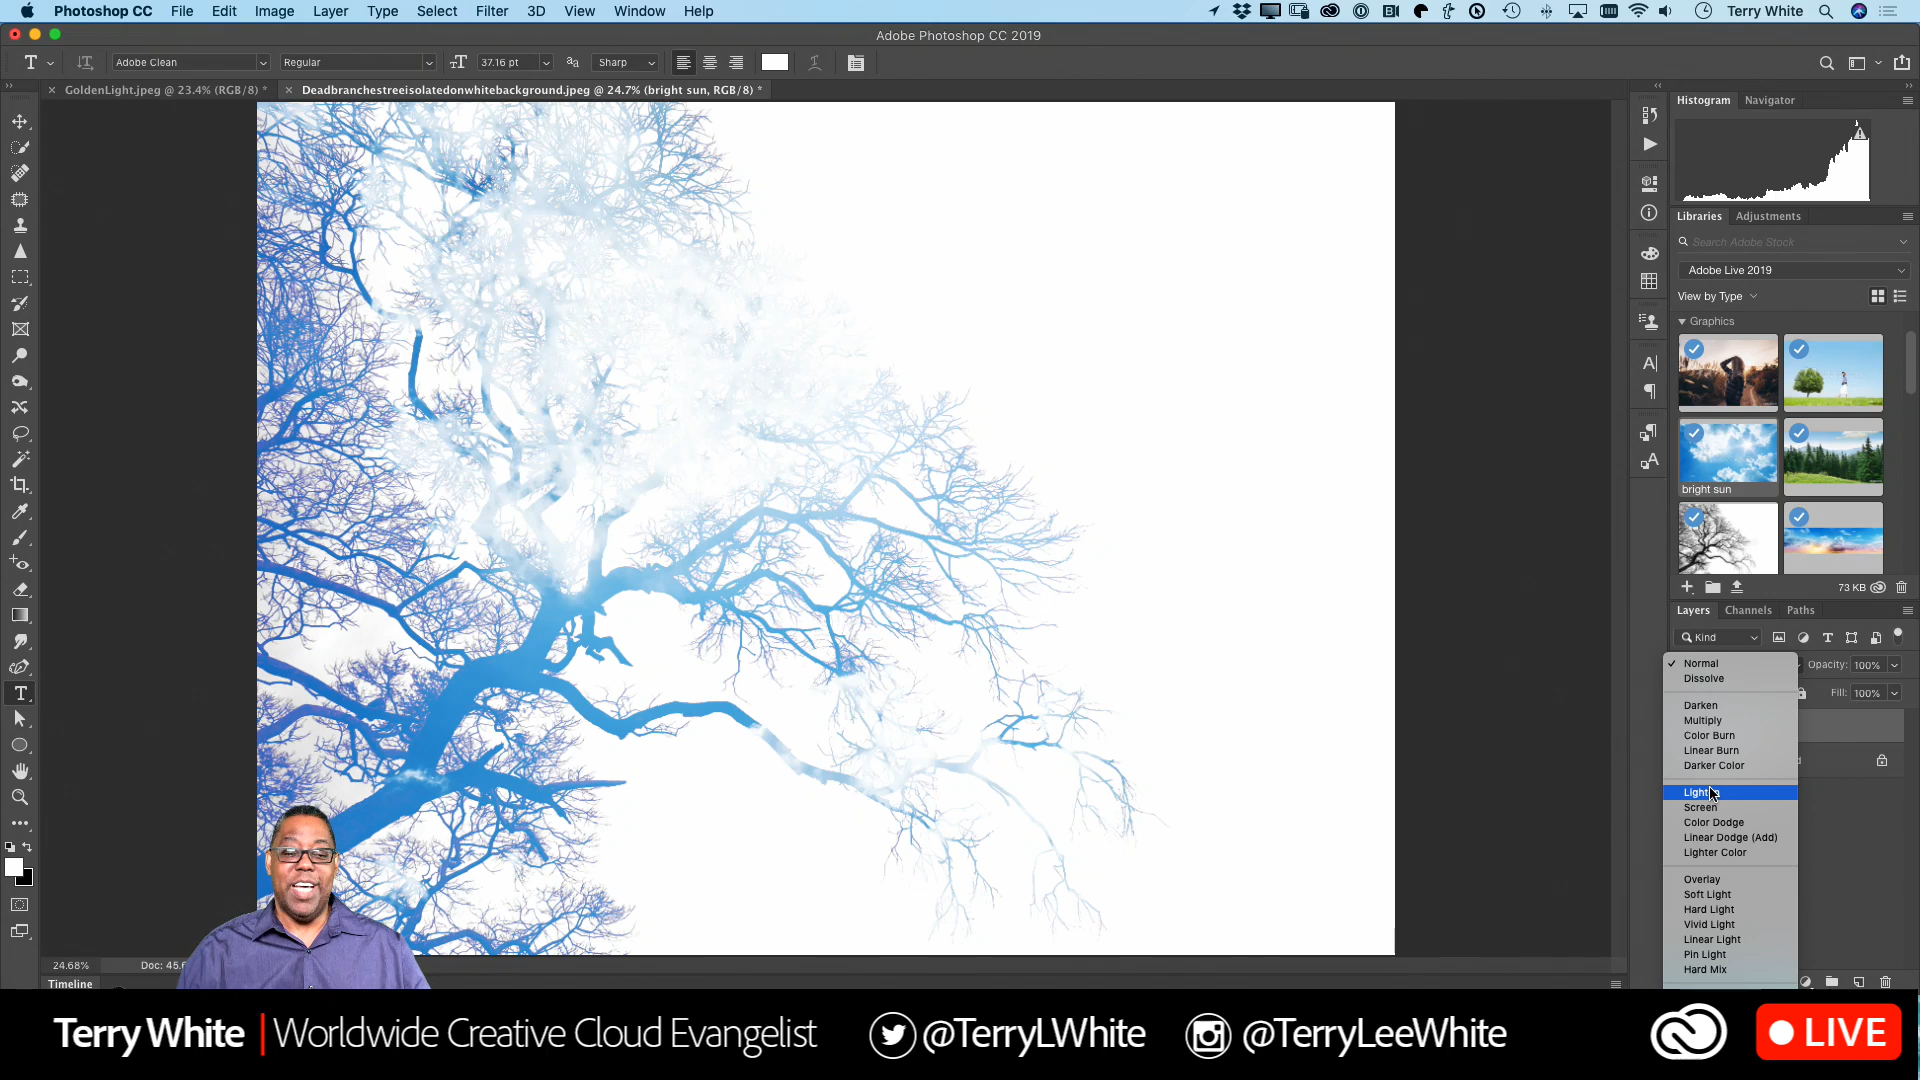 Photoshop CC File Edit Image Layer Type Select Filter 3D View Window Help Terry White
Adobe Photoshop CC 2019
Adobe Clean Regular 37.16 pt Sharp
GoldenLight.jpeg @ 23.4% (RGB/8) * Deadbranchestreeisolatedonwhitebackground.jpeg @ 24.7% (bright sun, RGB/8) *
Histogram Navigator
Libraries Adjustments
Search Adobe Stock
Adobe Live 2019
View by Type
Graphics
bright sun
73 KB
Layers Channels Paths
Kind
Normal Opacity: 100%
Dissolve
Fill: 100%
Darken
Multiply
Color Burn
Linear Burn
Darker Color
Screen
Color Dodge
Linear Dodge (Add)
Lighter Color
Overlay
Soft Light
Hard Light
Vivid Light
Linear Light
Pin Light
Hard Mix
24.68%
Timeline
Terry White | Worldwide Creative Cloud Evangelist @TerryLWhite @TerryLeeWhite LIVE